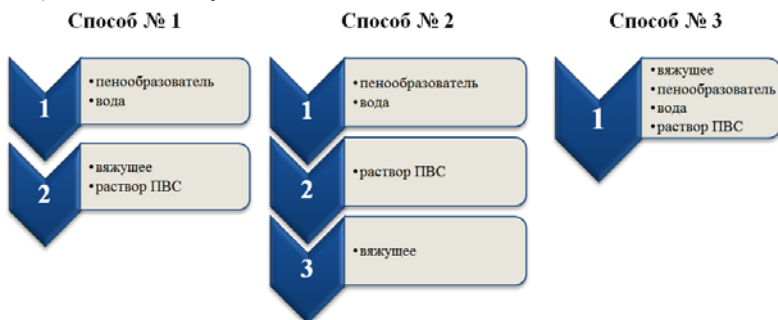 Способ № 1
1
•пенообразователь
•вода
2
•вяжущее
•раствор ПВС
Способ № 2
1
•пенообразователь
•вода
2
•раствор ПВС
3
•вяжущее
Способ № 3
1
•вяжущее
•пенообразователь
•вода
•раствор ПВС